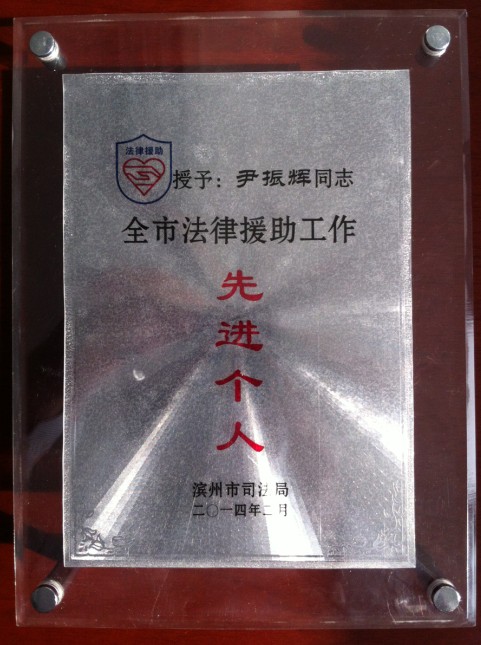 法律援助
授予：尹振辉同志
全市法律援助工作
先
进
个
人
滨州市司法局
二〇一四年二月